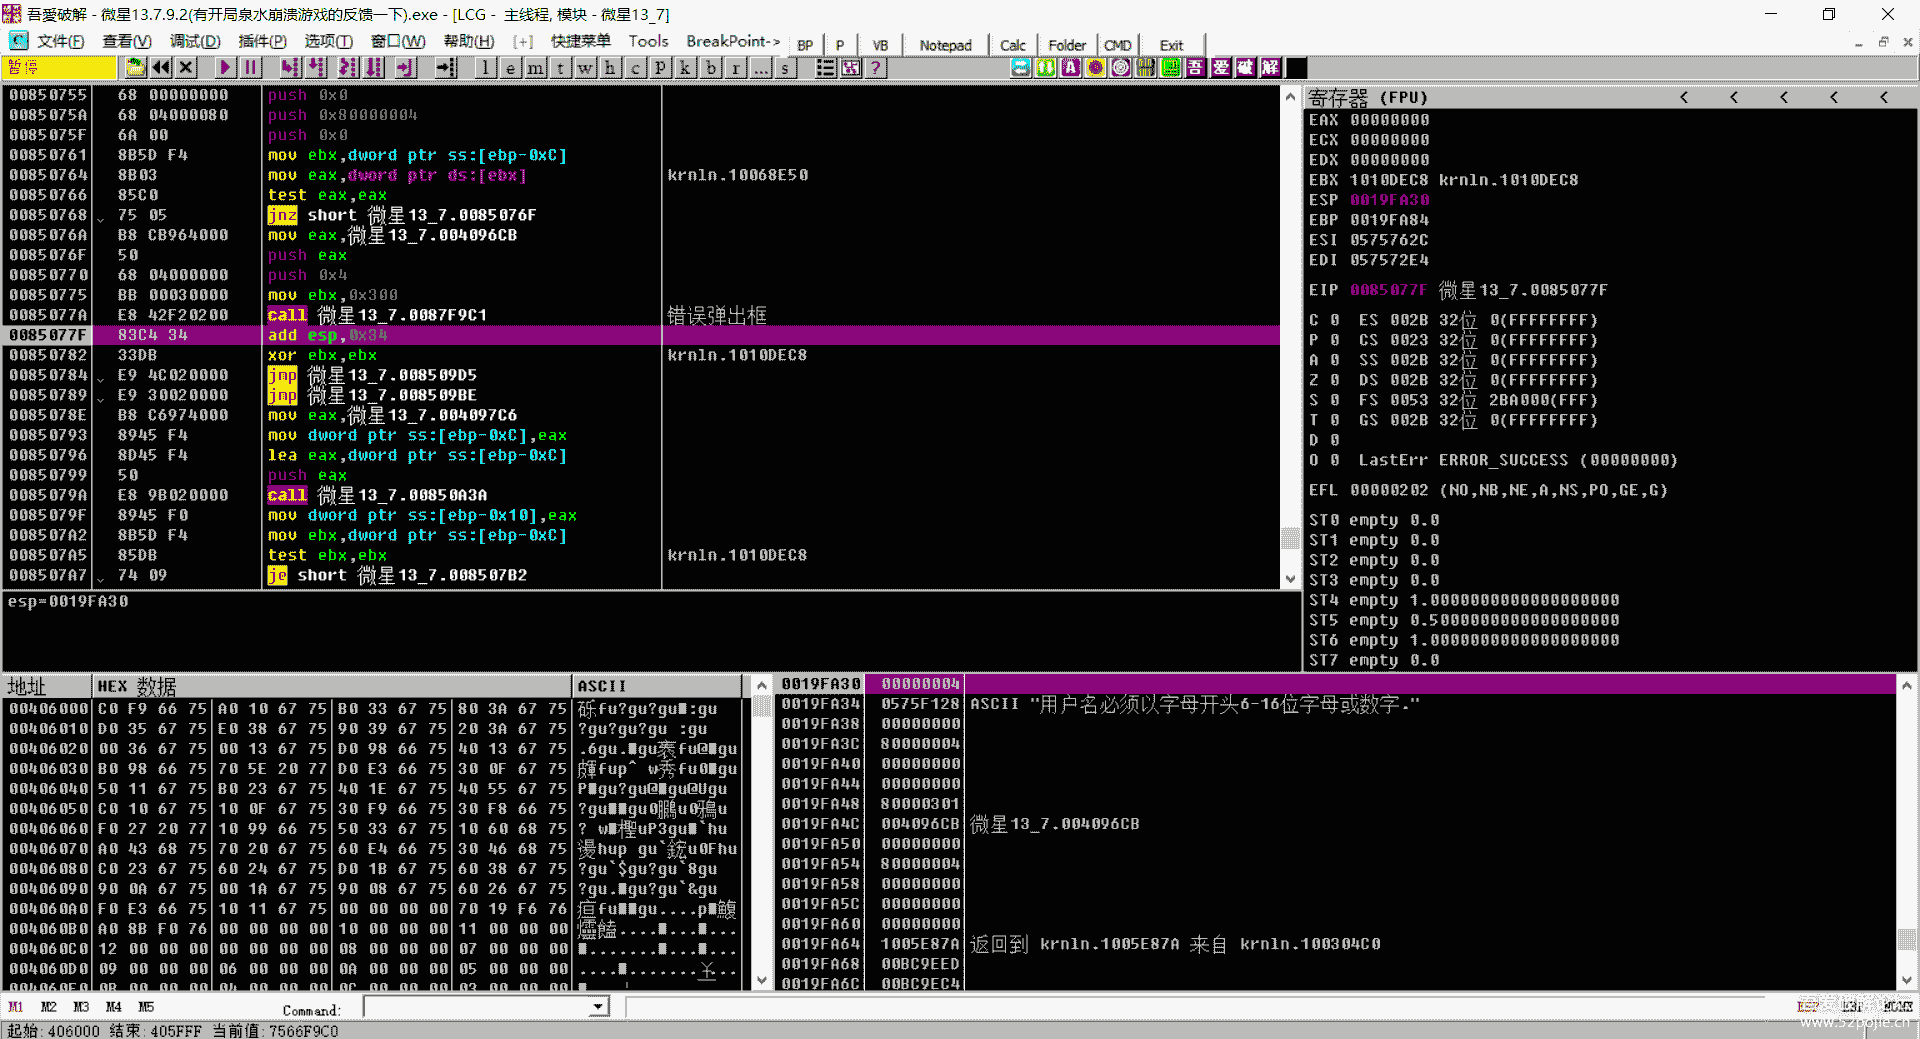 吾愛破解 - 微星13.7.9.2(有开局泉水崩溃游戏的反馈一下).exe - [LCG - 主线程, 模块 - 微星13_7]
文件(F) 查看(V) 调试(D) 插件(P) 选项(T) 窗口(W) 帮助(H) [+] 快捷菜单 Tools BreakPoint-> BP P VB Notepad Calc Folder CMD Exit
暂停 l e m t w h c P k b r ... s ? 吾 爱 破 解
00850755 68 00000000 push 0x0
0085075A 68 04000080 push 0x80000004
0085075F 6A 00 push 0x0
00850761 8B5D F4 mov ebx,dword ptr ss:[ebp-0xC]
00850764 8B03 mov eax,dword ptr ds:[ebx] krnln.10068E50
00850766 85C0 test eax,eax
00850768 75 05 jnz short 微星13_7.0085076F
0085076A B8 CB964000 mov eax,微星13_7.004096CB
0085076F 50 push eax
00850770 68 04000000 push 0x4
00850775 BB 00030000 mov ebx,0x300
0085077A E8 42F20200 call 微星13_7.0087F9C1 错误弹出框
0085077F 83C4 34 add esp,0x34
00850782 33DB xor ebx,ebx krnln.1010DEC8
00850784 E9 4C020000 jmp 微星13_7.008509D5
00850789 E9 30020000 jmp 微星13_7.008509BE
0085078E B8 C6974000 mov eax,微星13_7.004097C6
00850793 8945 F4 mov dword ptr ss:[ebp-0xC],eax
00850796 8D45 F4 lea eax,dword ptr ss:[ebp-0xC]
00850799 50 push eax
0085079A E8 9B020000 call 微星13_7.00850A3A
0085079F 8945 F0 mov dword ptr ss:[ebp-0x10],eax
008507A2 8B5D F4 mov ebx,dword ptr ss:[ebp-0xC]
008507A5 85DB test ebx,ebx krnln.1010DEC8
008507A7 74 09 je short 微星13_7.008507B2
esp=0019FA30
寄存器 (FPU) < < < < <
EAX 00000000
ECX 00000000
EDX 00000000
EBX 1010DEC8 krnln.1010DEC8
ESP 0019FA30
EBP 0019FA84
ESI 0575762C
EDI 057572E4
EIP 0085077F 微星13_7.0085077F
C 0 ES 002B 32位 0(FFFFFFFF)
P 0 CS 0023 32位 0(FFFFFFFF)
A 0 SS 002B 32位 0(FFFFFFFF)
Z 0 DS 002B 32位 0(FFFFFFFF)
S 0 FS 0053 32位 2BA000(FFF)
T 0 GS 002B 32位 0(FFFFFFFF)
D 0
O 0 LastErr ERROR_SUCCESS (00000000)
EFL 00000202 (NO,NB,NE,A,NS,PO,GE,G)
ST0 empty 0.0
ST1 empty 0.0
ST2 empty 0.0
ST3 empty 0.0
ST4 empty 1.0000000000000000000
ST5 empty 0.5000000000000000000
ST6 empty 1.0000000000000000000
ST7 empty 0.0
地址 HEX 数据 ASCII
00406000 C0 F9 66 75 A0 10 67 75 B0 33 67 75 80 3A 67 75
00406010 D0 35 67 75 E0 38 67 75 90 39 67 75 20 3A 67 75 ?gu?gu?gu :gu
00406020 00 36 67 75 00 13 67 75 D0 98 66 75 40 13 67 75
00406030 B0 98 66 75 70 5E 20 77 D0 E3 66 75 30 0F 67 75
00406040 50 11 67 75 B0 23 67 75 40 1E 67 75 40 55 67 75
00406050 C0 10 67 75 10 0F 67 75 30 F9 66 75 30 F8 66 75
00406060 F0 27 20 77 10 99 66 75 50 33 67 75 10 60 68 75
00406070 A0 43 68 75 70 20 67 75 60 E4 66 75 30 46 68 75
00406080 C0 23 67 75 60 24 67 75 D0 1B 67 75 60 38 67 75 ?gu`$gu?gu`8gu
00406090 90 0A 67 75 00 1A 67 75 90 08 67 75 60 26 67 75
004060A0 F0 E3 66 75 10 11 67 75 00 00 00 00 70 19 F6 76
004060B0 A0 8B F0 76 00 00 00 00 10 00 00 00 11 00 00 00
004060C0 12 00 00 00 00 00 00 00 08 00 00 00 07 00 00 00
004060D0 09 00 00 00 06 00 00 00 0A 00 00 00 05 00 00 00
0019FA30 00000004
0019FA34 0575F128 ASCII "用户名必须以字母开头6-16位字母或数字."
0019FA38 00000000
0019FA3C 80000004
0019FA40 00000000
0019FA44 00000000
0019FA48 80000301
0019FA4C 004096CB 微星13_7.004096CB
0019FA50 00000000
0019FA54 80000004
0019FA58 00000000
0019FA5C 00000000
0019FA60 00000000
0019FA64 1005E87A 返回到 krnln.1005E87A 来自 krnln.100304C0
0019FA68 00BC9EED
0019FA6C 00BC9EC4
M1 M2 M3 M4 M5 Command:
起始:406000 结束:405FFF 当前值:7566F9C0
www.52pojie.cn